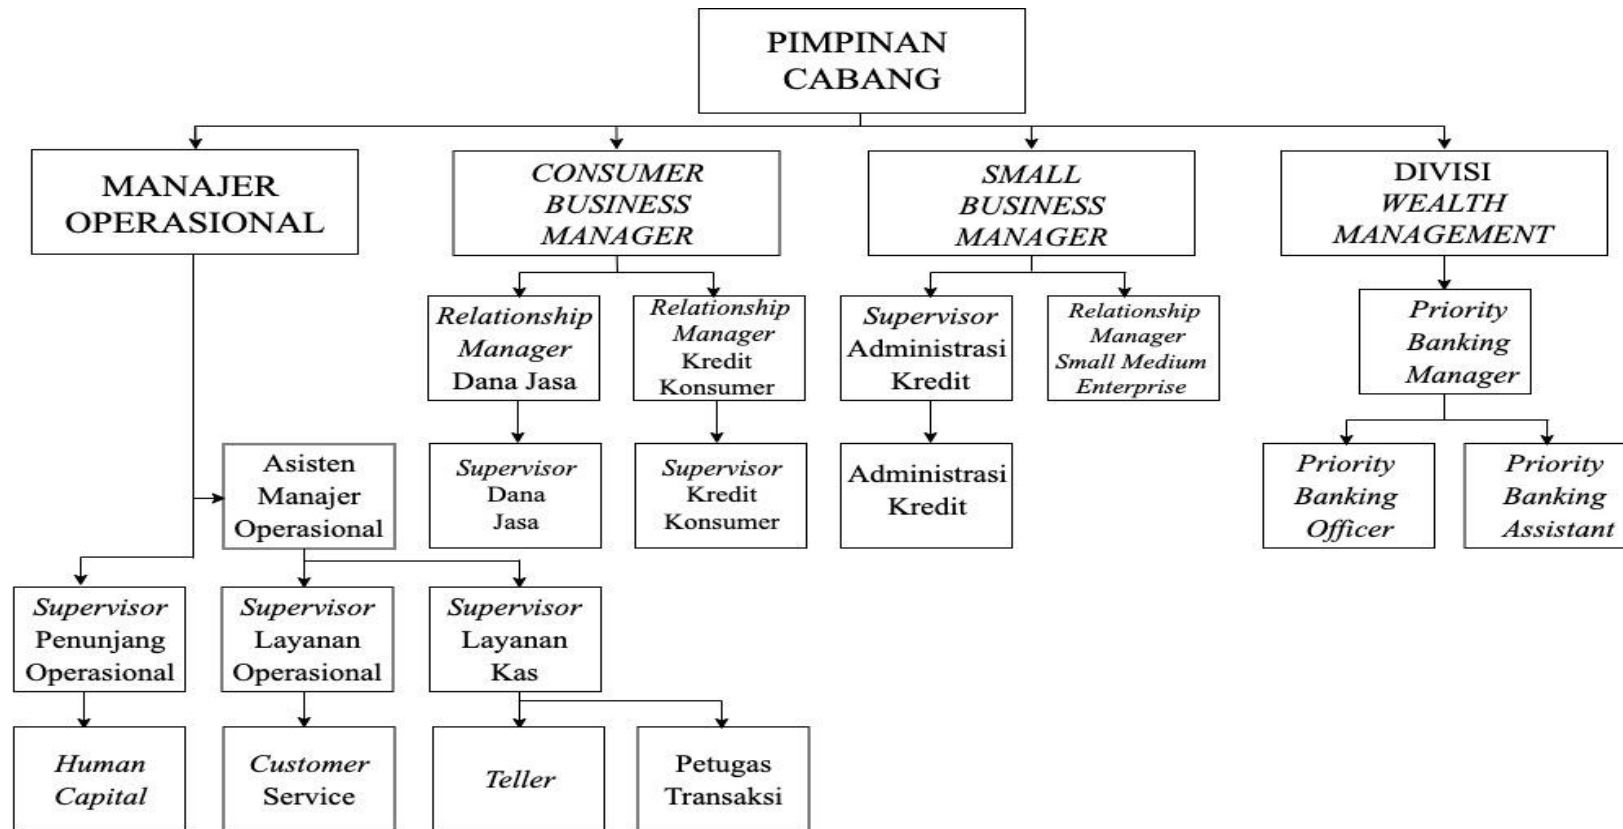 PIMPINAN
CABANG
MANAJER
OPERASIONAL
CONSUMER
BUSINESS
MANAGER
SMALL
BUSINESS
MANAGER
DIVISI
WEALTH
MANAGEMENT
Relationship
Manager
Dana Jasa
Relationship
Manager
Kredit
Konsumer
Supervisor
Administrasi
Kredit
Relationship
Manager
Small Medium
Enterprise
Priority
Banking
Manager
Asisten
Manajer
Operasional
Supervisor
Dana
Jasa
Supervisor
Kredit
Konsumer
Administrasi
Kredit
Priority
Banking
Officer
Priority
Banking
Assistant
Supervisor
Penunjang
Operasional
Supervisor
Layanan
Operasional
Supervisor
Layanan
Kas
Human
Capital
Customer
Service
Teller
Petugas
Transaksi